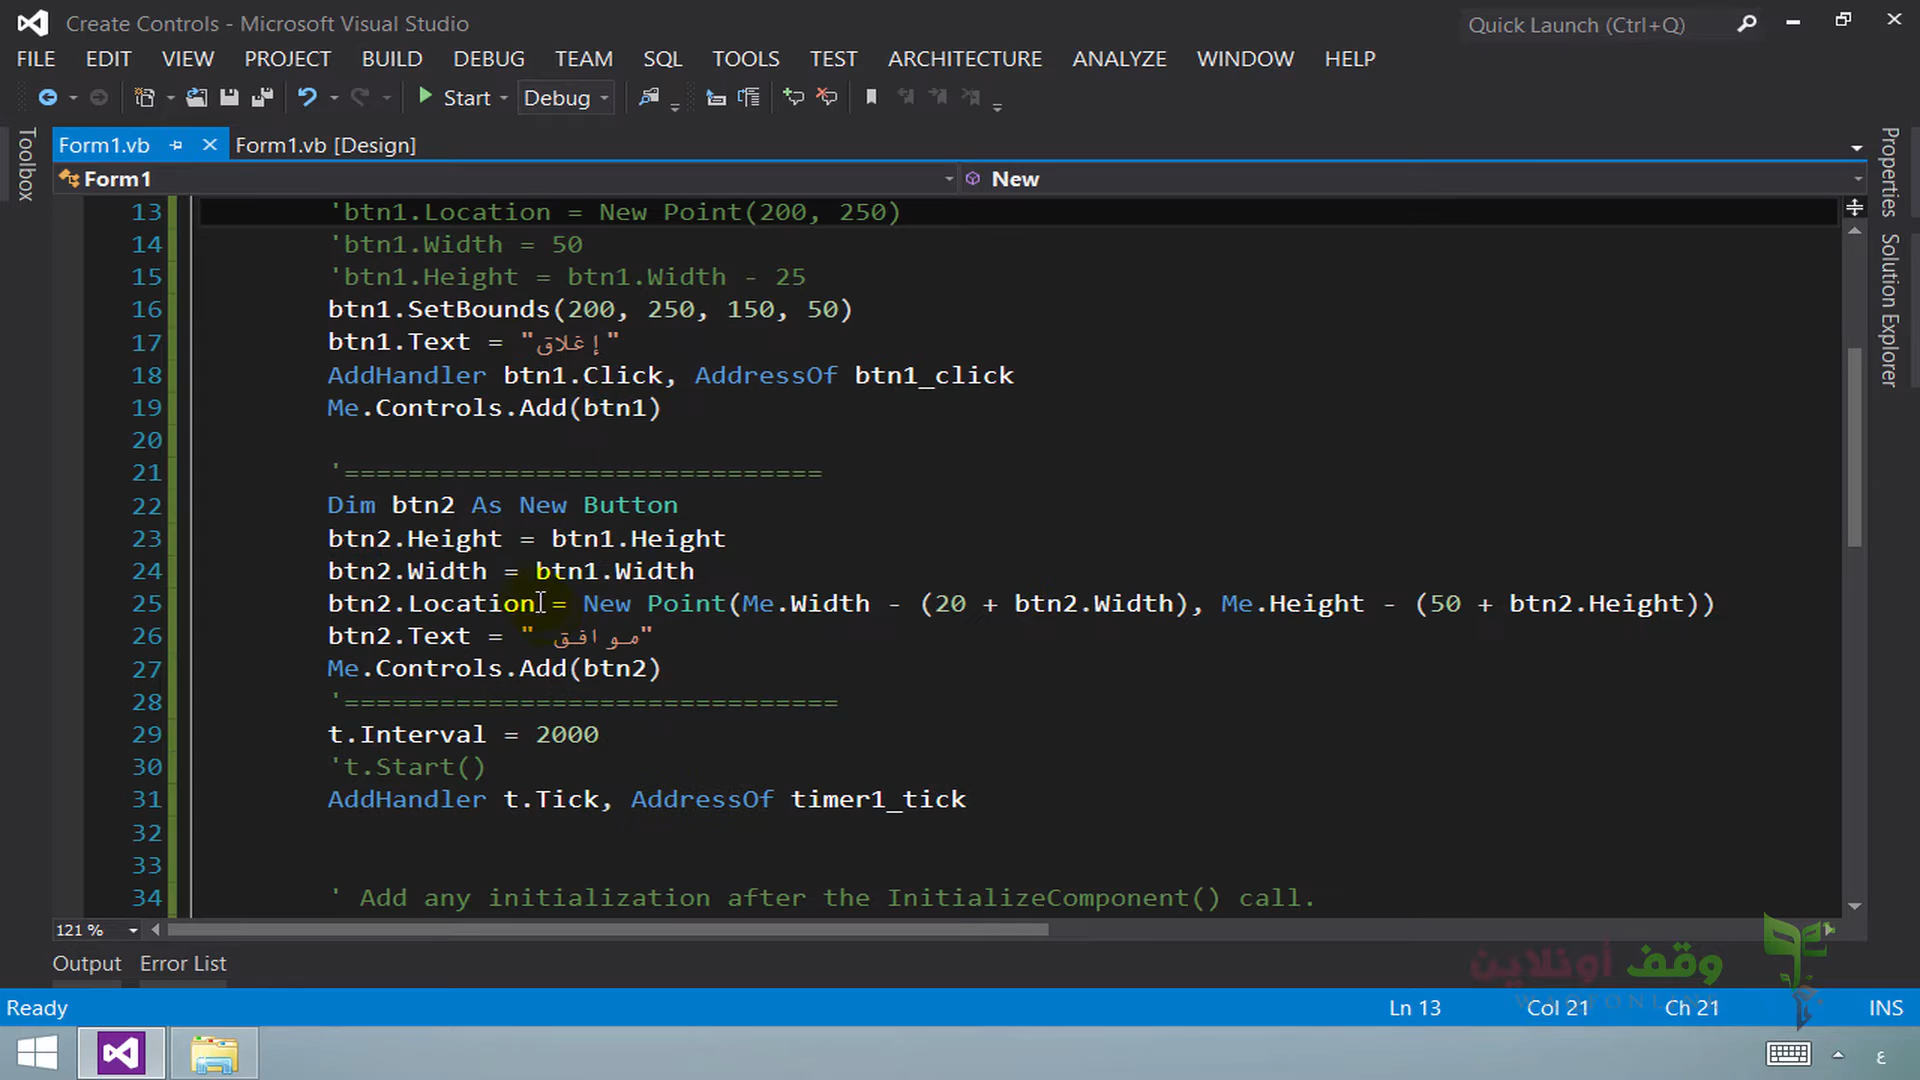 Create Controls - Microsoft Visual Studio
Quick Launch (Ctrl+Q)
FILE EDIT VIEW PROJECT BUILD DEBUG TEAM SQL TOOLS TEST ARCHITECTURE ANALYZE WINDOW HELP
Start Debug
Toolbox
Form1.vb Form1.vb [Design]
Properties
Solution Explorer
Form1 New
13 'btn1.Location = New Point(200, 250)
14 'btn1.Width = 50
15 'btn1.Height = btn1.Width - 25
16 btn1.SetBounds(200, 250, 150, 50)
17 btn1.Text = "إغلاق"
18 AddHandler btn1.Click, AddressOf btn1_click
19 Me.Controls.Add(btn1)
20
21 '==============================
22 Dim btn2 As New Button
23 btn2.Height = btn1.Height
24 btn2.Width = btn1.Width
25 btn2.Location = New Point(Me.Width - (20 + btn2.Width), Me.Height - (50 + btn2.Height))
26 btn2.Text = "موافق "
27 Me.Controls.Add(btn2)
28 '===============================
29 t.Interval = 2000
30 't.Start()
31 AddHandler t.Tick, AddressOf timer1_tick
32
33
34 ' Add any initialization after the InitializeComponent() call.
121 %
Output Error List
وقف أونلاين
Ready Ln 13 Col 21 Ch 21 INS
ع